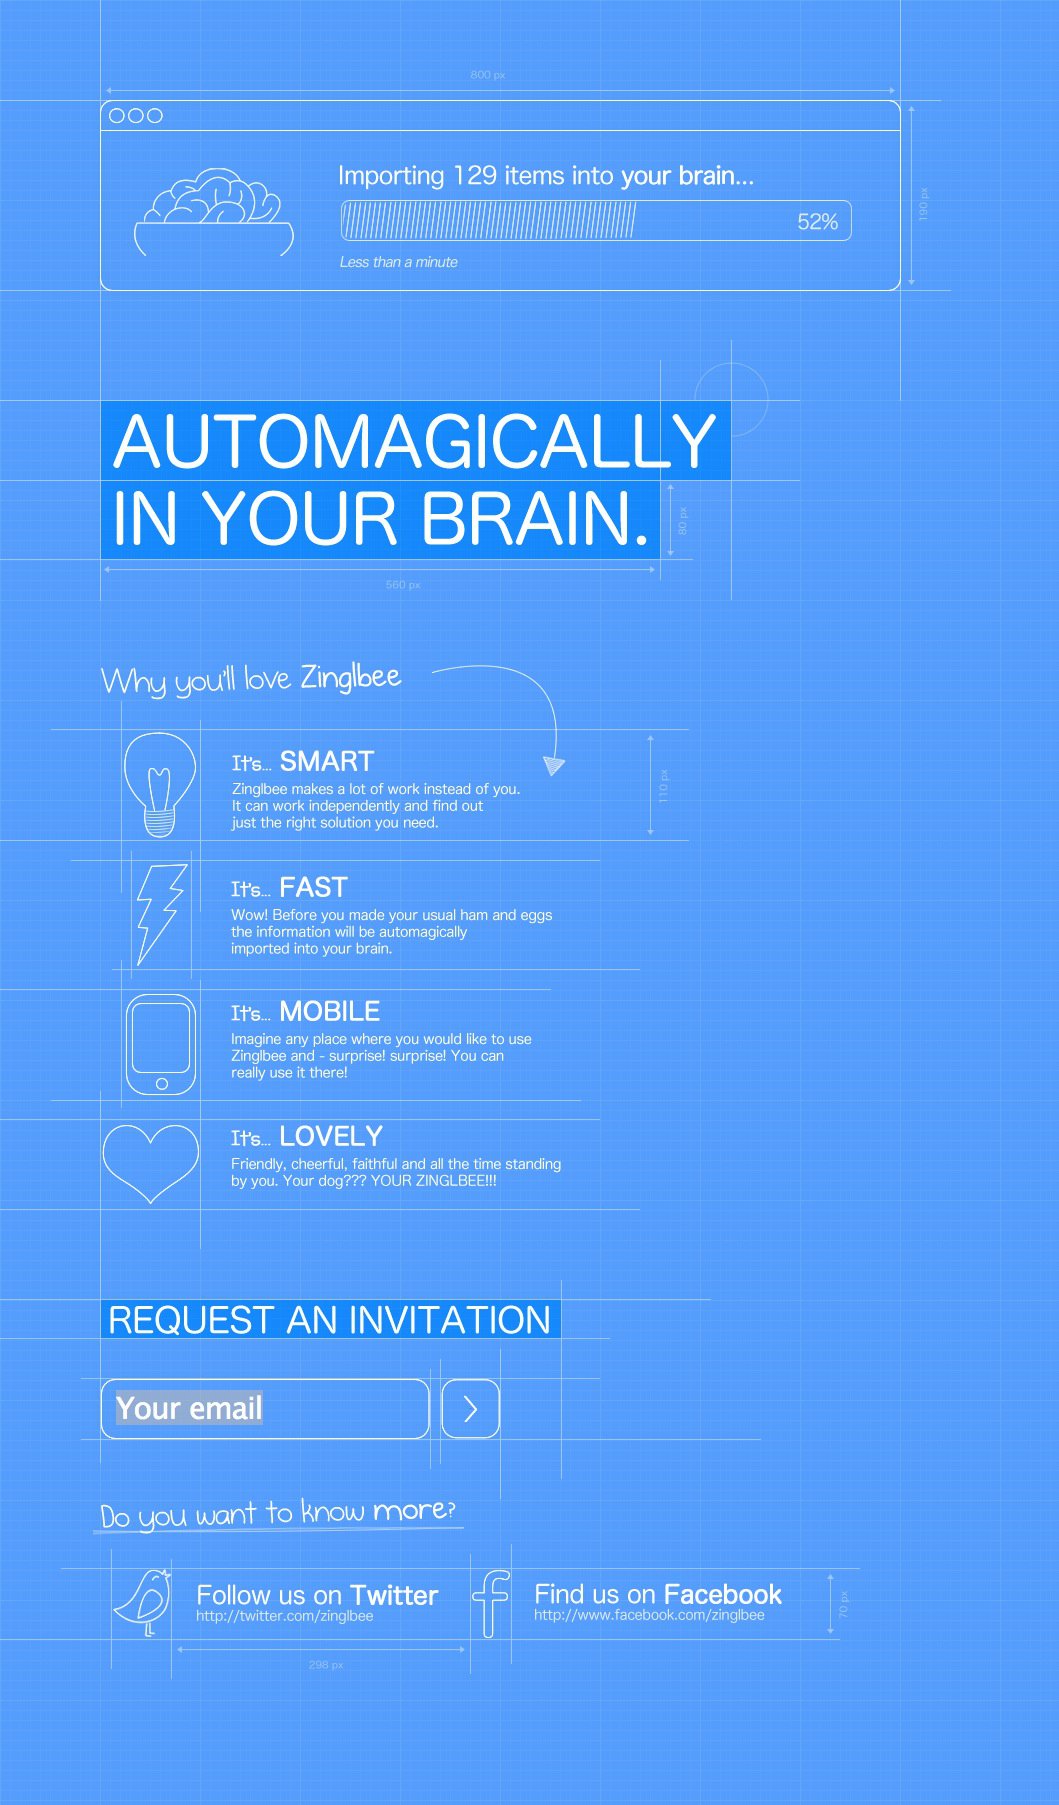 800 px
Importing 129 items into your brain...
52%
190 px
Less than a minute
AUTOMAGICALLY
IN YOUR BRAIN.
80 px
560 px
Why you'll love Zinglbee
It's... SMART
Zinglbee makes a lot of work instead of you.
It can work independently and find out
just the right solution you need.
110 px
It's... FAST
Wow! Before you made your usual ham and eggs
the information will be automagically
imported into your brain.
It's... MOBILE
Imagine any place where you would like to use
Zinglbee and - surprise! surprise! You can
really use it there!
It's... LOVELY
Friendly, cheerful, faithful and all the time standing
by you. Your dog??? YOUR ZINGLBEE!!!
REQUEST AN INVITATION
Your email
Do you want to know more?
Follow us on Twitter
http://twitter.com/zinglbee
Find us on Facebook
http://www.facebook.com/zinglbee
70 px
298 px